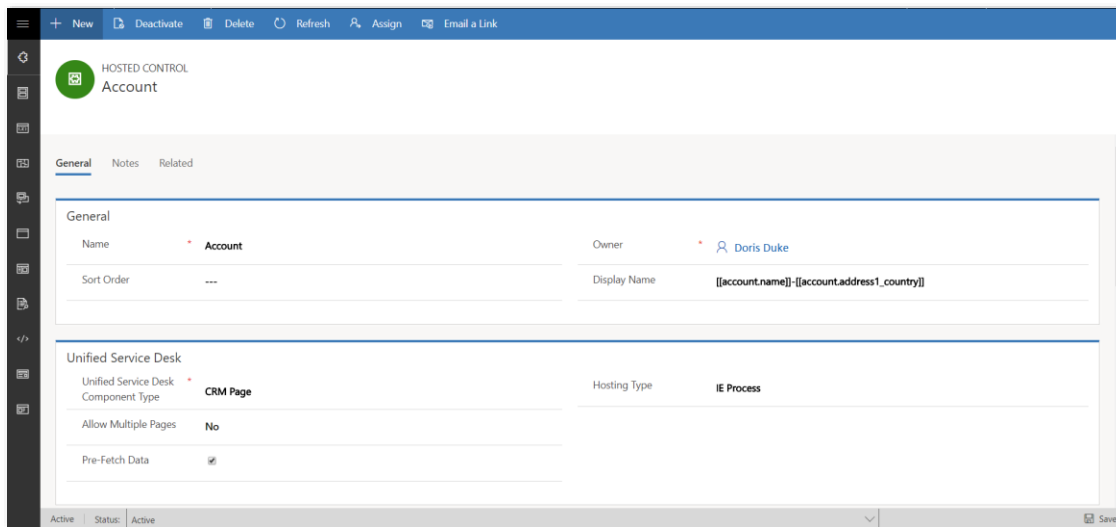 New Deactivate Delete Refresh Assign Email a Link
HOSTED CONTROL
Account
General Notes Related
General
Name * Account
Owner * Doris Duke
Sort Order ---
Display Name [[account.name]]-[[account.address1_country]]
Unified Service Desk
Unified Service Desk * CRM Page
Component Type
Hosting Type IE Process
Allow Multiple Pages No
Pre-Fetch Data
Active Status: Active Save